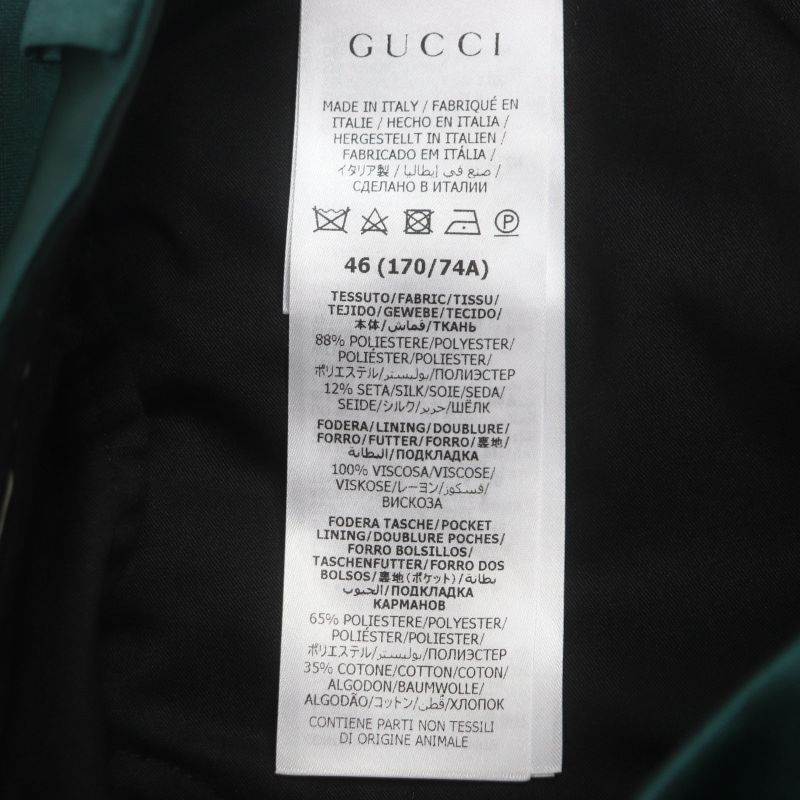 GUCCI
MADE IN ITALY / FABRIQUÉ EN
ITALIE / HECHO EN ITALIA /
HERGESTELLT IN ITALIEN /
FABRICADO EM ITÁLIA /
イタリア製 / صنع في إيطاليا /
СДЕЛАНО В ИТАЛИИ
P
46 (170/74A)
TESSUTO/FABRIC/TISSU/
TEJIDO/GEWEBE/TECIDO/
本体/قماش/ТКАНЬ
88% POLIESTERE/POLYESTER/
POLIÉSTER/POLIESTER/
ポリエステル/بوليستر/ПОЛИЭСТЕР
12% SETA/SILK/SOIE/SEDA/
SEIDE/シルク/حرير/ШЁЛК
FODERA/LINING/DOUBLURE/
FORRO/FUTTER/FORRO/裏地/
البطانة/ПОДКЛАДКА
100% VISCOSA/VISCOSE/
VISKOSE/レーヨン/فسكوز/
ВИСКОЗА
FODERA TASCHE/POCKET
LINING/DOUBLURE POCHES/
FORRO BOLSILLOS/
TASCHENFUTTER/FORRO DOS
BOLSOS/裏地(ポケット)/بطانة
الجيوب/ПОДКЛАДКА
КАРМАНОВ
65% POLIESTERE/POLYESTER/
POLIÉSTER/POLIESTER/
ポリエステル/بوليستر/ПОЛИЭСТЕР
35% COTONE/COTTON/COTON/
ALGODON/BAUMWOLLE/
ALGODÃO/コットン/قطن/ХЛОПОК
CONTIENE PARTI NON TESSILI
DI ORIGINE ANIMALE